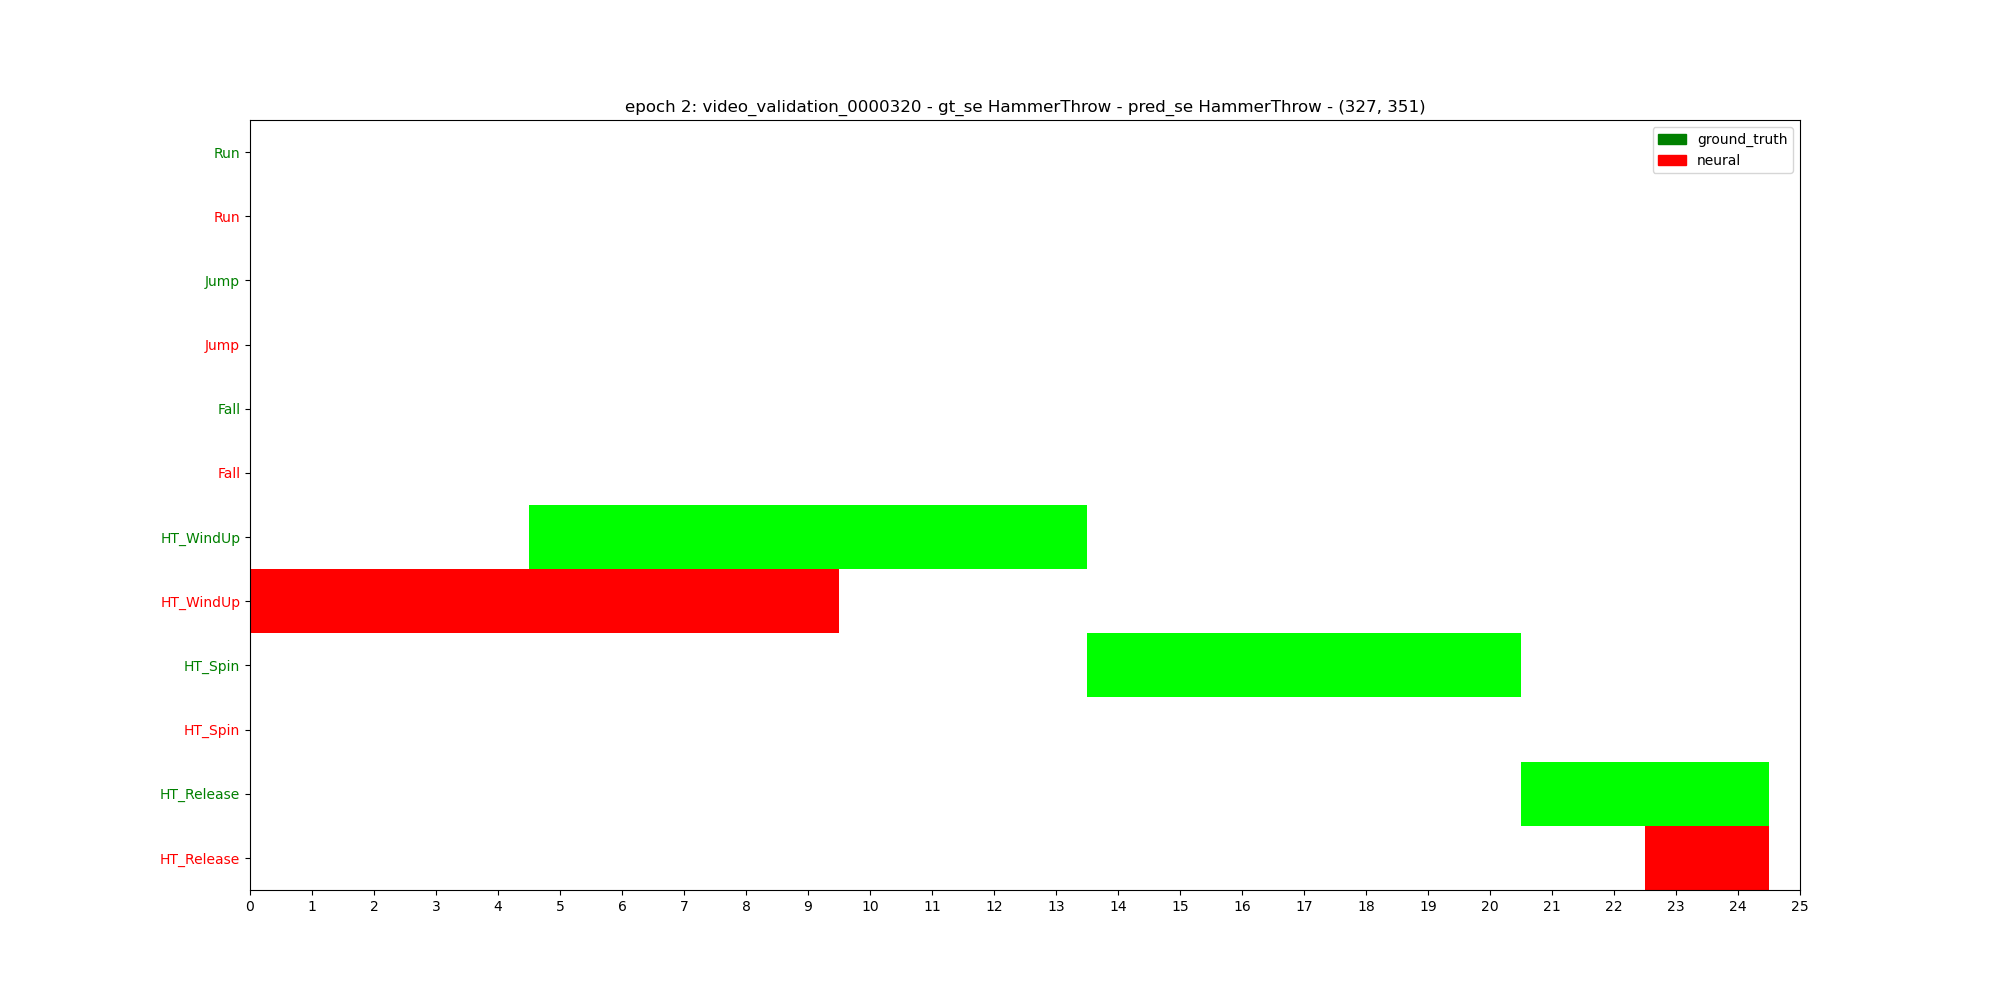 epoch 2: video_validation_0000320 - gt_se HammerThrow - pred_se HammerThrow - (327, 351)
ground_truth
neural
Run
Run
Jump
Jump
Fall
Fall
HT_WindUp
HT_WindUp
HT_Spin
HT_Spin
HT_Release
HT_Release
0 1 2 3 4 5 6 7 8 9 10 11 12 13 14 15 16 17 18 19 20 21 22 23 24 25